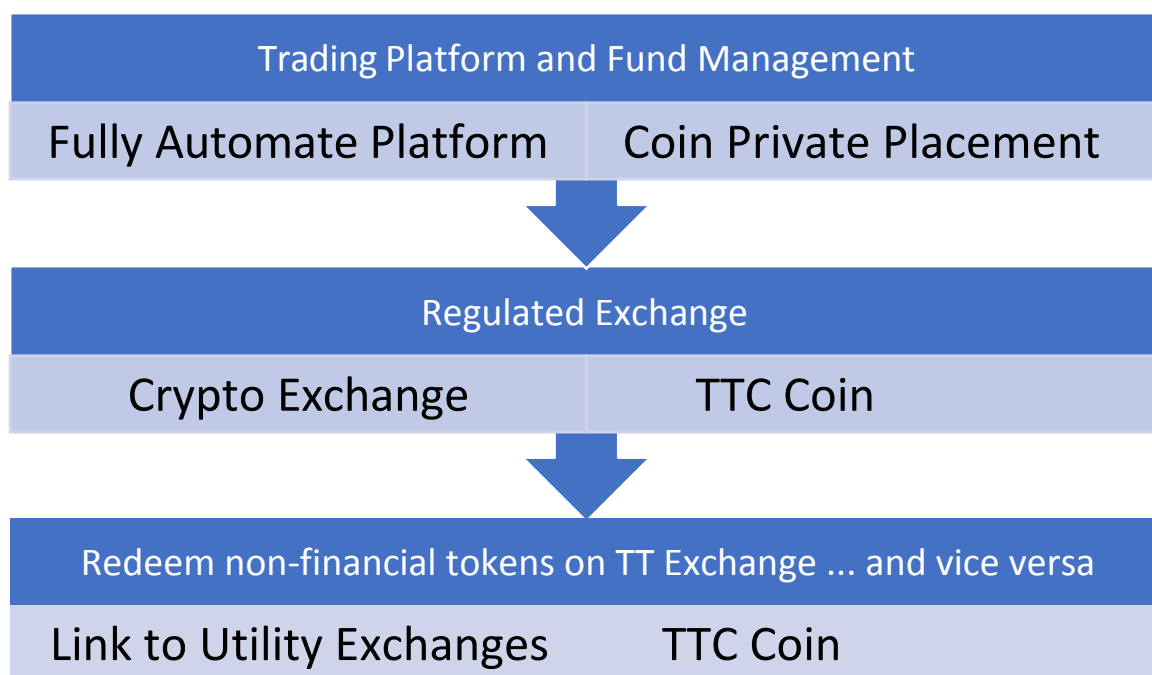 Trading Platform and Fund Management
Fully Automate Platform
Coin Private Placement
Regulated Exchange
Crypto Exchange
TTC Coin
Redeem non-financial tokens on TT Exchange ... and vice versa
Link to Utility Exchanges
TTC Coin